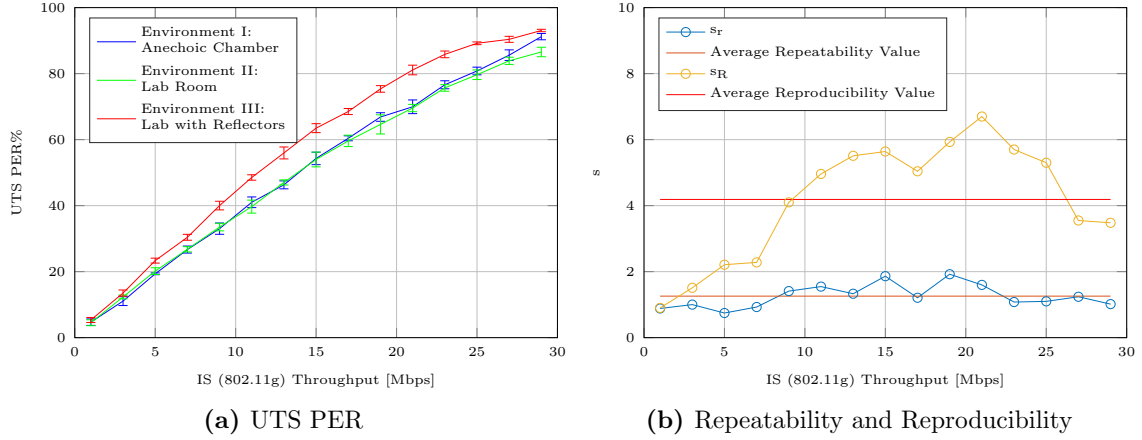 Environment I:
Anechoic Chamber
Environment II:
Lab Room
Environment III:
Lab with Reflectors
UTS PER%
100
80
60
40
20
0
0 5 10 15 20 25 30
IS (802.11g) Throughput [Mbps]
(a) UTS PER
sr
Average Repeatability Value
sR
Average Reproducibility Value
s
10
8
6
4
2
0
0 5 10 15 20 25 30
IS (802.11g) Throughput [Mbps]
(b) Repeatability and Reproducibility